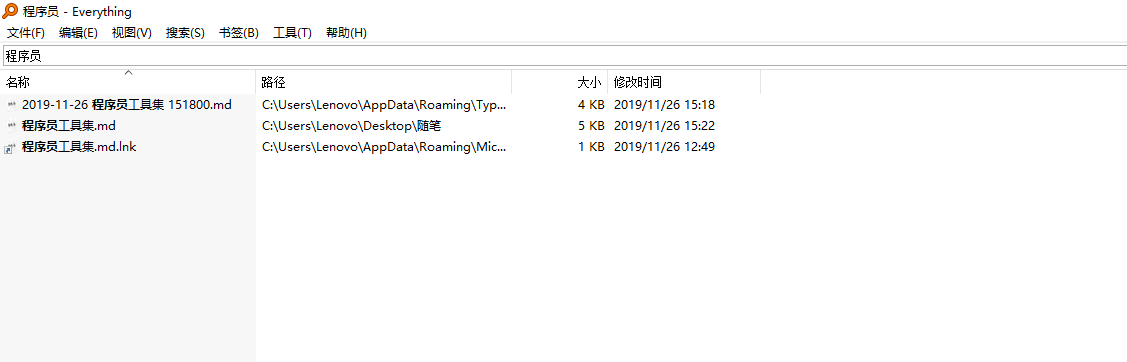 程序员 - Everything
文件(F) 编辑(E) 视图(V) 搜索(S) 书签(B) 工具(T) 帮助(H)
程序员
名称 路径 大小 修改时间
2019-11-26 程序员工具集 151800.md C:\Users\Lenovo\AppData\Roaming\Typ... 4 KB 2019/11/26 15:18
程序员工具集.md C:\Users\Lenovo\Desktop\随笔 5 KB 2019/11/26 15:22
程序员工具集.md.lnk C:\Users\Lenovo\AppData\Roaming\Mic... 1 KB 2019/11/26 12:49